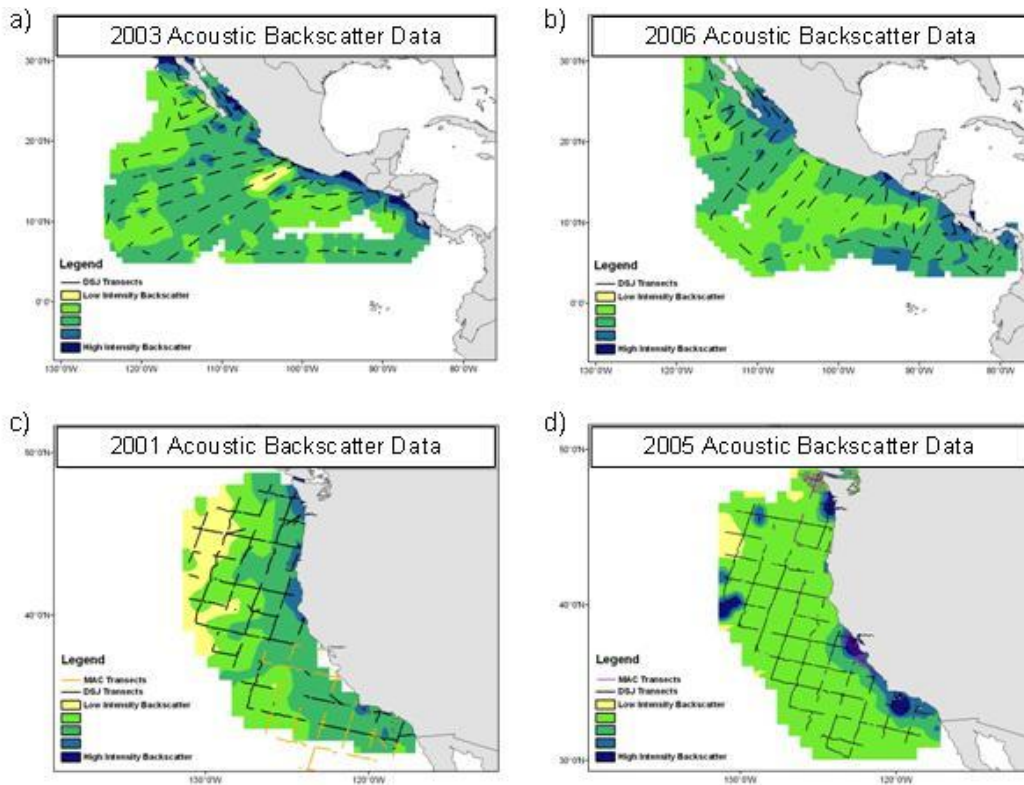 a)
2003 Acoustic Backscatter Data
30°0'N
20°0'N
10°0'N
0°0'
Legend
DSJ Transects
Low Intensity Backscatter
High Intensity Backscatter
130°0'W 120°0'W 110°0'W 100°0'W 90°0'W 80°0'W
b)
2006 Acoustic Backscatter Data
30°0'N
20°0'N
10°0'N
0°0'
Legend
DSJ Transects
Low Intensity Backscatter
High Intensity Backscatter
130°0'W 120°0'W 110°0'W 100°0'W 90°0'W 80°0'W
c)
2001 Acoustic Backscatter Data
50°0'N
40°0'N
Legend
MAC Transects
DSJ Transects
Low Intensity Backscatter
High Intensity Backscatter
130°0'W 120°0'W
d)
2005 Acoustic Backscatter Data
50°0'N
40°0'N
30°0'N
Legend
MAC Transects
DSJ Transects
Low Intensity Backscatter
High Intensity Backscatter
130°0'W 120°0'W